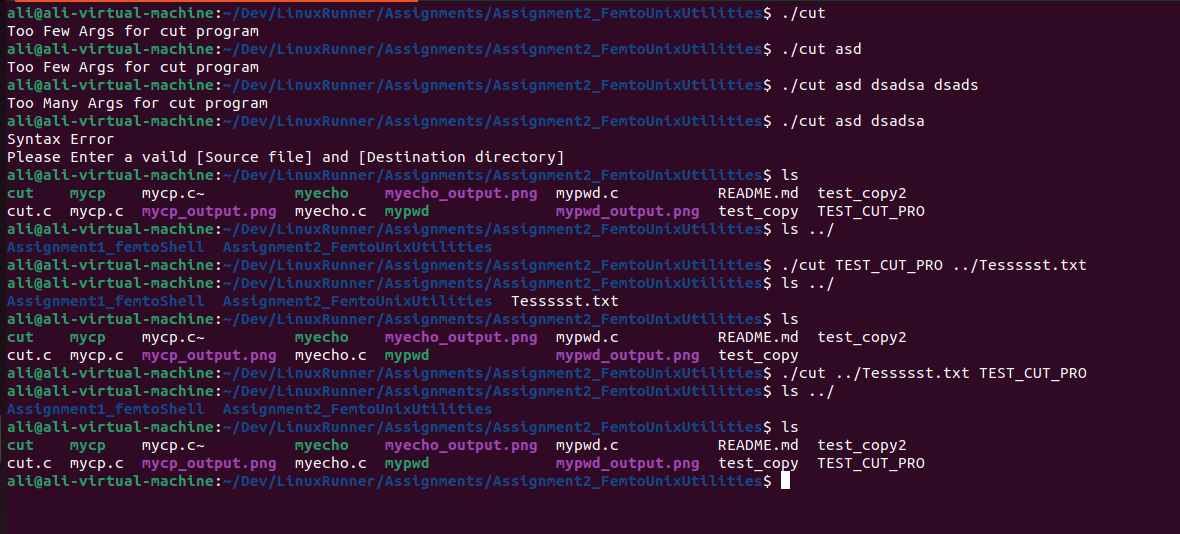 ali@ali-virtual-machine:~/Dev/LinuxRunner/Assignments/Assignment2_FemtoUnixUtilities$ ./cut
Too Few Args for cut program
ali@ali-virtual-machine:~/Dev/LinuxRunner/Assignments/Assignment2_FemtoUnixUtilities$ ./cut asd
Too Few Args for cut program
ali@ali-virtual-machine:~/Dev/LinuxRunner/Assignments/Assignment2_FemtoUnixUtilities$ ./cut asd dsadsa dsads
Too Many Args for cut program
ali@ali-virtual-machine:~/Dev/LinuxRunner/Assignments/Assignment2_FemtoUnixUtilities$ ./cut asd dsadsa
Syntax Error
Please Enter a vaild [Source file] and [Destination directory]
ali@ali-virtual-machine:~/Dev/LinuxRunner/Assignments/Assignment2_FemtoUnixUtilities$ ls
cut    mycp    mycp.c~          myecho    myecho_output.png  mypwd.c           README.md  test_copy2
cut.c  mycp.c  mycp_output.png  myecho.c  mypwd              mypwd_output.png  test_copy  TEST_CUT_PRO
ali@ali-virtual-machine:~/Dev/LinuxRunner/Assignments/Assignment2_FemtoUnixUtilities$ ls ../
Assignment1_femtoShell  Assignment2_FemtoUnixUtilities
ali@ali-virtual-machine:~/Dev/LinuxRunner/Assignments/Assignment2_FemtoUnixUtilities$ ./cut TEST_CUT_PRO ../Tessssst.txt
ali@ali-virtual-machine:~/Dev/LinuxRunner/Assignments/Assignment2_FemtoUnixUtilities$ ls ../
Assignment1_femtoShell  Assignment2_FemtoUnixUtilities  Tessssst.txt
ali@ali-virtual-machine:~/Dev/LinuxRunner/Assignments/Assignment2_FemtoUnixUtilities$ ls
cut    mycp    mycp.c~          myecho    myecho_output.png  mypwd.c           README.md  test_copy2
cut.c  mycp.c  mycp_output.png  myecho.c  mypwd              mypwd_output.png  test_copy
ali@ali-virtual-machine:~/Dev/LinuxRunner/Assignments/Assignment2_FemtoUnixUtilities$ ./cut ../Tessssst.txt TEST_CUT_PRO
ali@ali-virtual-machine:~/Dev/LinuxRunner/Assignments/Assignment2_FemtoUnixUtilities$ ls ../
Assignment1_femtoShell  Assignment2_FemtoUnixUtilities
ali@ali-virtual-machine:~/Dev/LinuxRunner/Assignments/Assignment2_FemtoUnixUtilities$ ls
cut    mycp    mycp.c~          myecho    myecho_output.png  mypwd.c           README.md  test_copy2
cut.c  mycp.c  mycp_output.png  myecho.c  mypwd              mypwd_output.png  test_copy  TEST_CUT_PRO
ali@ali-virtual-machine:~/Dev/LinuxRunner/Assignments/Assignment2_FemtoUnixUtilities$